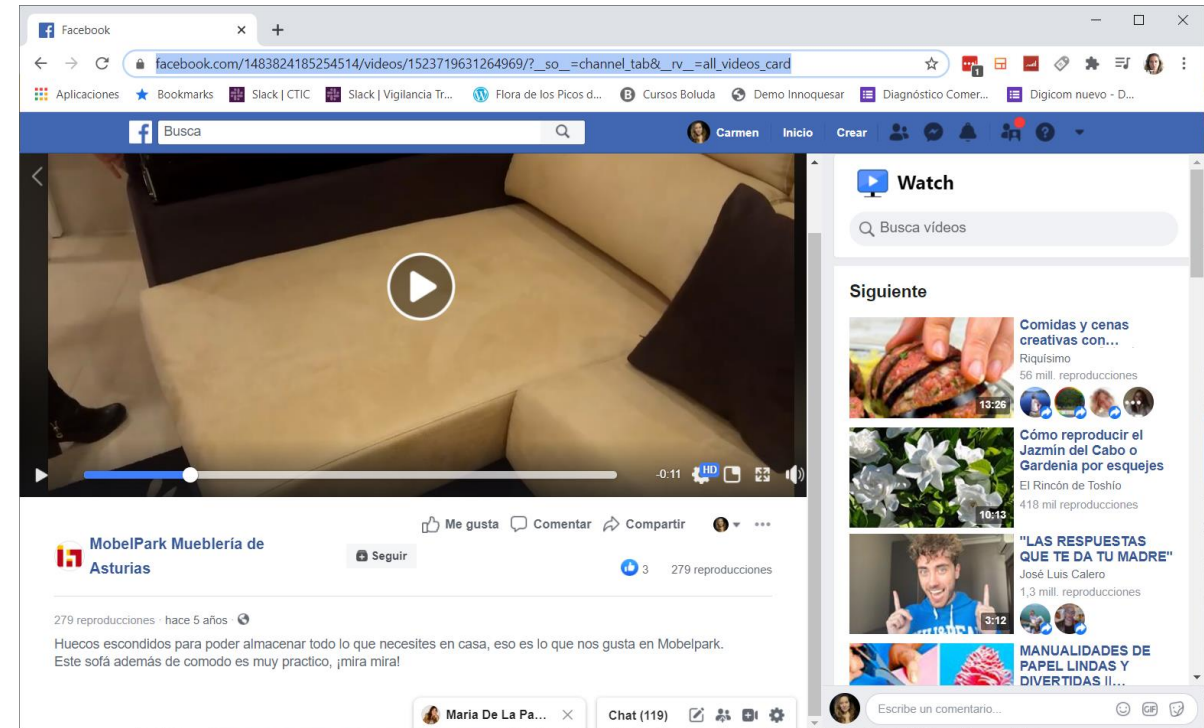 Facebook
facebook.com/1483824185254514/videos/1523719631264969/?__so__=channel_tab&__rv__=all_videos_card
1
Aplicaciones
Bookmarks
Slack | CTIC
Slack | Vigilancia Tr...
Flora de los Picos d...
Cursos Boluda
Demo Innoquesar
Diagnóstico Comer...
Digicom nuevo - D...
Busca
Carmen
Inicio
Crear
-0:11
HD
Me gusta
Comentar
Compartir
MobelPark Mueblería de
Asturias
Seguir
3
279 reproducciones
279 reproducciones · hace 5 años ·
Huecos escondidos para poder almacenar todo lo que necesites en casa, eso es lo que nos gusta en Mobelpark.
Este sofá además de comodo es muy practico, ¡mira mira!
Maria De La Pa...
Chat (119)
Watch
Busca vídeos
Siguiente
13:26
Comidas y cenas
creativas con...
Riquísimo
56 mill. reproducciones
10:13
Cómo reproducir el
Jazmín del Cabo o
Gardenia por esquejes
El Rincón de Toshío
418 mil reproducciones
3:12
"LAS RESPUESTAS
QUE TE DA TU MADRE"
José Luis Calero
1,3 mill. reproducciones
MANUALIDADES DE
PAPEL LINDAS Y
DIVERTIDAS ||...
Escribe un comentario...
GIF